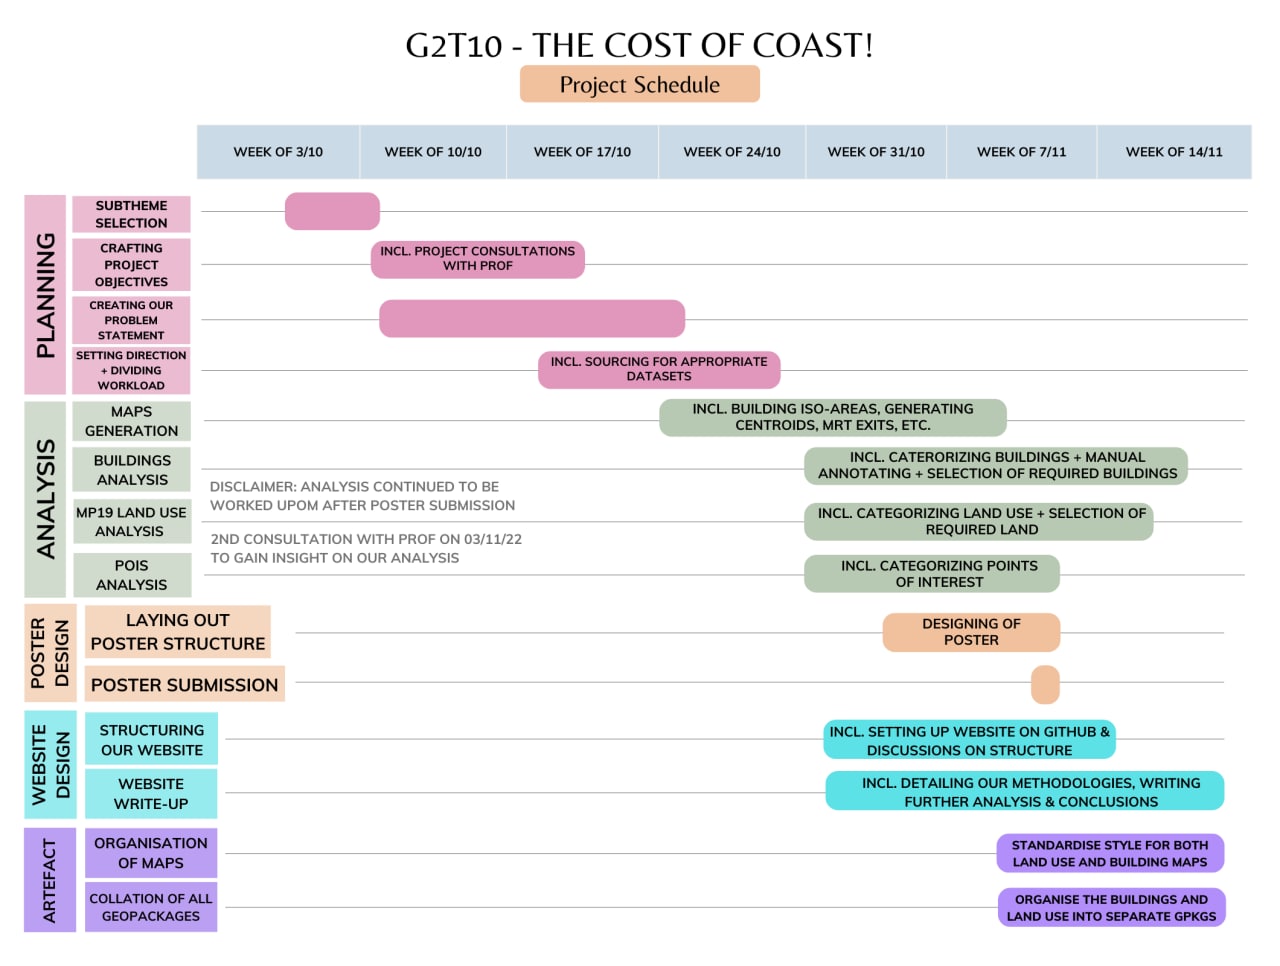 G2T10 - THE COST OF COAST!
Project Schedule
WEEK OF 3/10
WEEK OF 10/10
WEEK OF 17/10
WEEK OF 24/10
WEEK OF 31/10
WEEK OF 7/11
WEEK OF 14/11
PLANNING
SUBTHEME
SELECTION
CRAFTING
PROJECT
OBJECTIVES
INCL. PROJECT CONSULTATIONS
WITH PROF
CREATING OUR
PROBLEM
STATEMENT
SETTING DIRECTION
+ DIVIDING
WORKLOAD
INCL. SOURCING FOR APPROPRIATE
DATASETS
ANALYSIS
MAPS
GENERATION
INCL. BUILDING ISO-AREAS, GENERATING
CENTROIDS, MRT EXITS, ETC.
BUILDINGS
ANALYSIS
INCL. CATERORIZING BUILDINGS + MANUAL
ANNOTATING + SELECTION OF REQUIRED BUILDINGS
DISCLAIMER: ANALYSIS CONTINUED TO BE
WORKED UPOM AFTER POSTER SUBMISSION
MP19 LAND USE
ANALYSIS
INCL. CATEGORIZING LAND USE + SELECTION OF
REQUIRED LAND
2ND CONSULTATION WITH PROF ON 03/11/22
TO GAIN INSIGHT ON OUR ANALYSIS
POIS
ANALYSIS
INCL. CATEGORIZING POINTS
OF INTEREST
POSTER
DESIGN
LAYING OUT
POSTER STRUCTURE
DESIGNING OF
POSTER
POSTER SUBMISSION
WEBSITE
DESIGN
STRUCTURING
OUR WEBSITE
INCL. SETTING UP WEBSITE ON GITHUB &
DISCUSSIONS ON STRUCTURE
WEBSITE
WRITE-UP
INCL. DETAILING OUR METHODOLOGIES, WRITING
FURTHER ANALYSIS & CONCLUSIONS
ARTEFACT
ORGANISATION
OF MAPS
STANDARDISE STYLE FOR BOTH
LAND USE AND BUILDING MAPS
COLLATION OF ALL
GEOPACKAGES
ORGANISE THE BUILDINGS AND
LAND USE INTO SEPARATE GPKGS